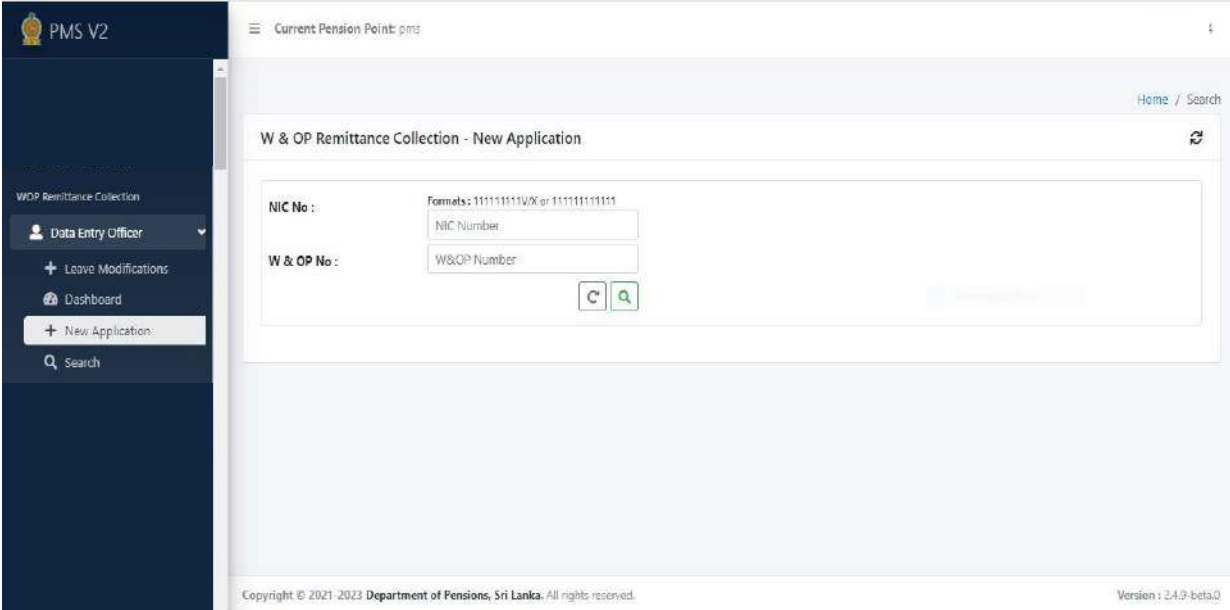 PMS V2
Current Pension Point: pms
Home / Search
W & OP Remittance Collection - New Application
WOP Remittance Collection
Data Entry Officer
Leave Modifications
Dashboard
New Application
Search
NIC No :
Formats : 111111111V/X or 111111111111
NIC Number
W & OP No :
W&OP Number
Copyright © 2021-2023 Department of Pensions, Sri Lanka. All rights reserved.
Version : 2.4.9-beta.0